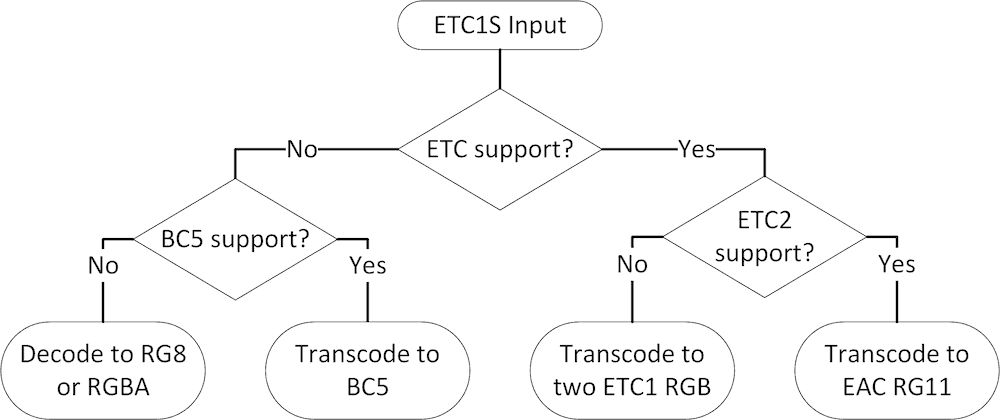 ETC1S Input
No
ETC support?
Yes
BC5 support?
ETC2
support?
No
Yes
No
Yes
Decode to RG8
or RGBA
Transcode to
BC5
Transcode to
two ETC1 RGB
Transcode to
EAC RG11